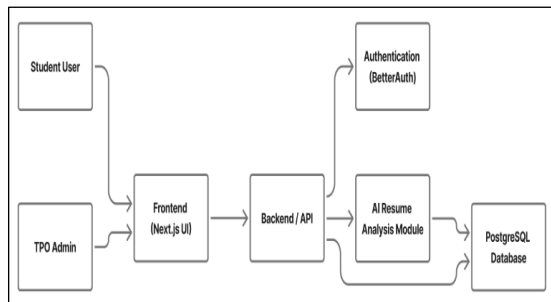 Student User
Authentication
(BetterAuth)
Frontend
(Next.js UI)
Backend / API
AI Resume
Analysis Module
TPO Admin
PostgreSQL
Database